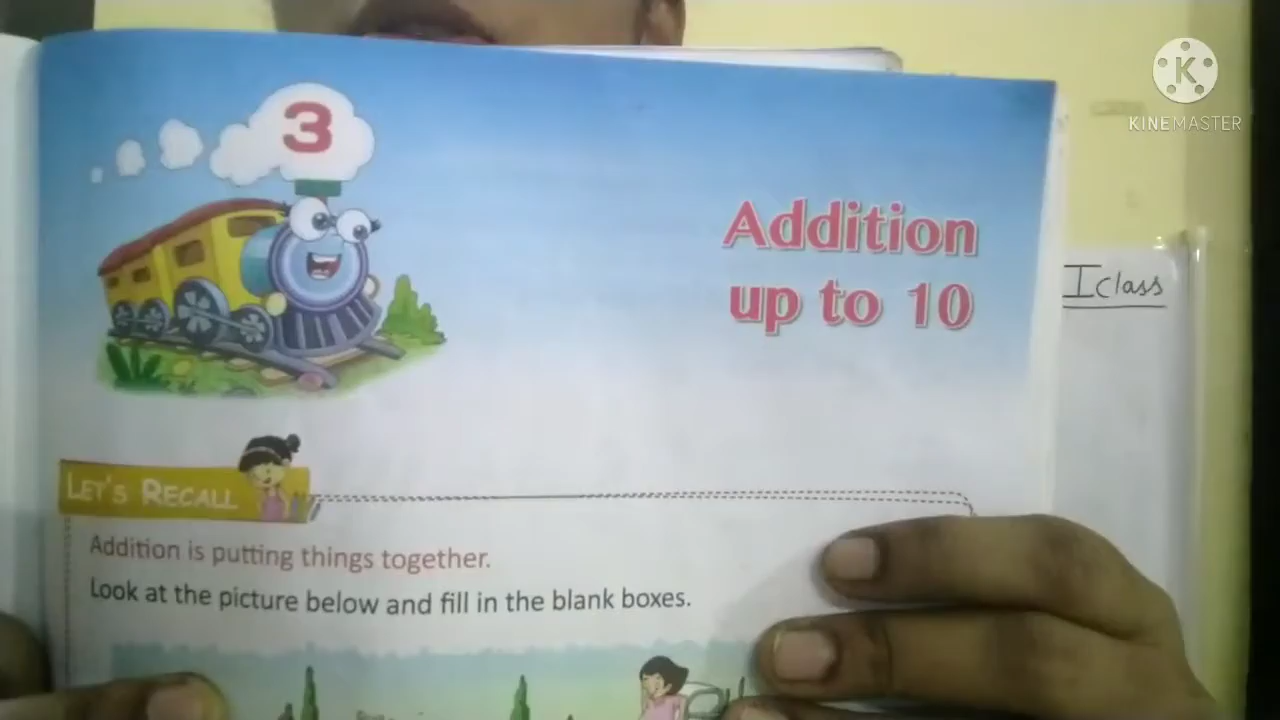 3
K
KINEMASTER
Addition
up to 10
I class
LET'S RECALL
Addition is putting things together.
Look at the picture below and fill in the blank boxes.